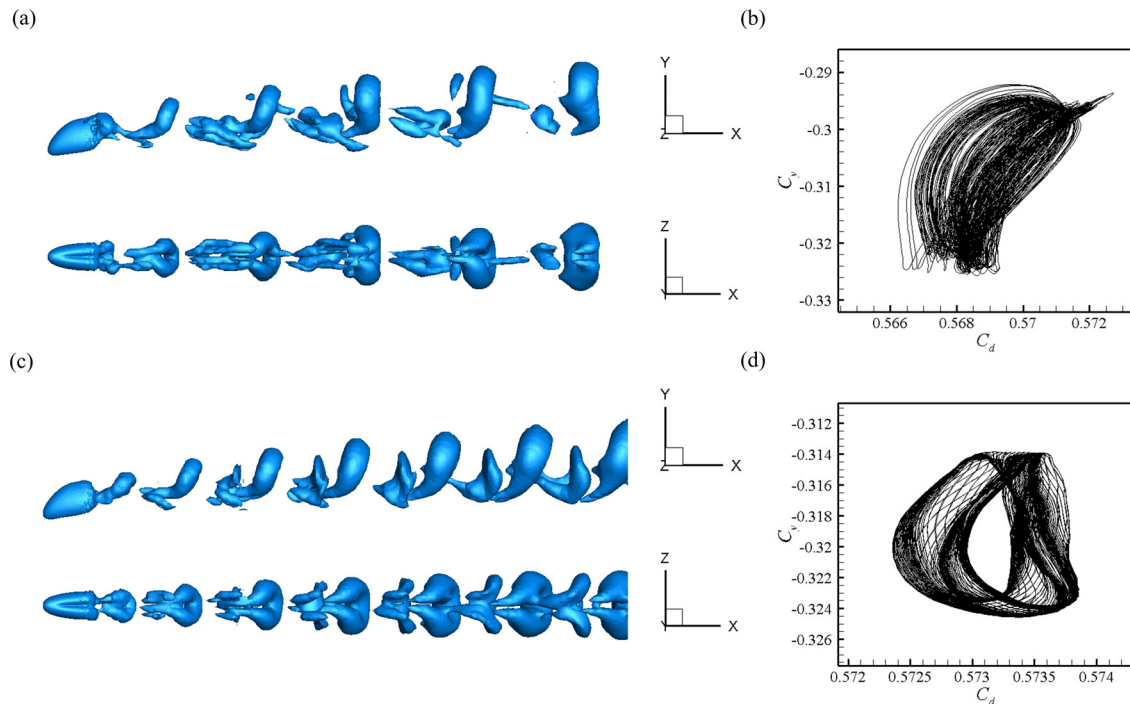 (a)
Y
Z
X
Z
Y
X
(b)
-0.29
-0.3
-0.31
-0.32
-0.33
C_y
0.566
0.568
0.57
0.572
C_d
(c)
Y
Z
X
Z
Y
X
(d)
-0.312
-0.314
-0.316
-0.318
-0.32
-0.322
-0.324
-0.326
C_y
0.572
0.5725
0.573
0.5735
0.574
C_d